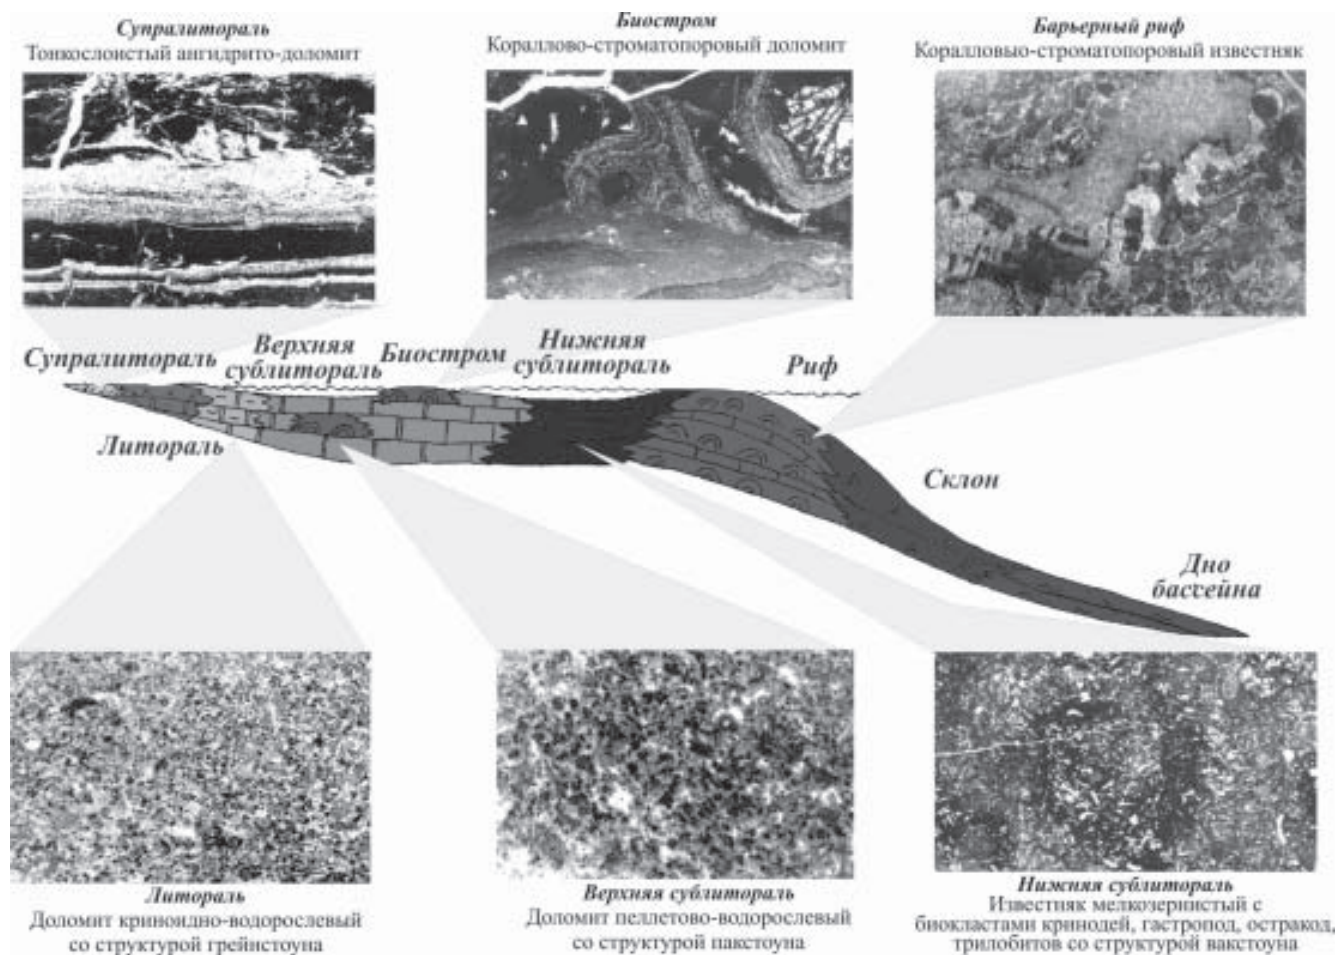 Супралитораль
Тонкослоистый ангидрито-доломит
Биостром
Кораллово-строматопоровый доломит
Барьерный риф
Коралловыо-строматопоровый известняк
Супралитораль
Верхняя
сублитораль
Биостром
Нижняя
сублитораль
Риф
Литораль
Склон
Дно
бассейна
Литораль
Доломит криноидно-водорослевый
со структурой грейнстоуна
Верхняя сублитораль
Доломит пеллетово-водорослевый
со структурой пакстоуна
Нижняя сублитораль
Известняк мелкозернистый с
биокластами кринодей, гастропод, остракод,
трилобитов со структурой вакстоуна